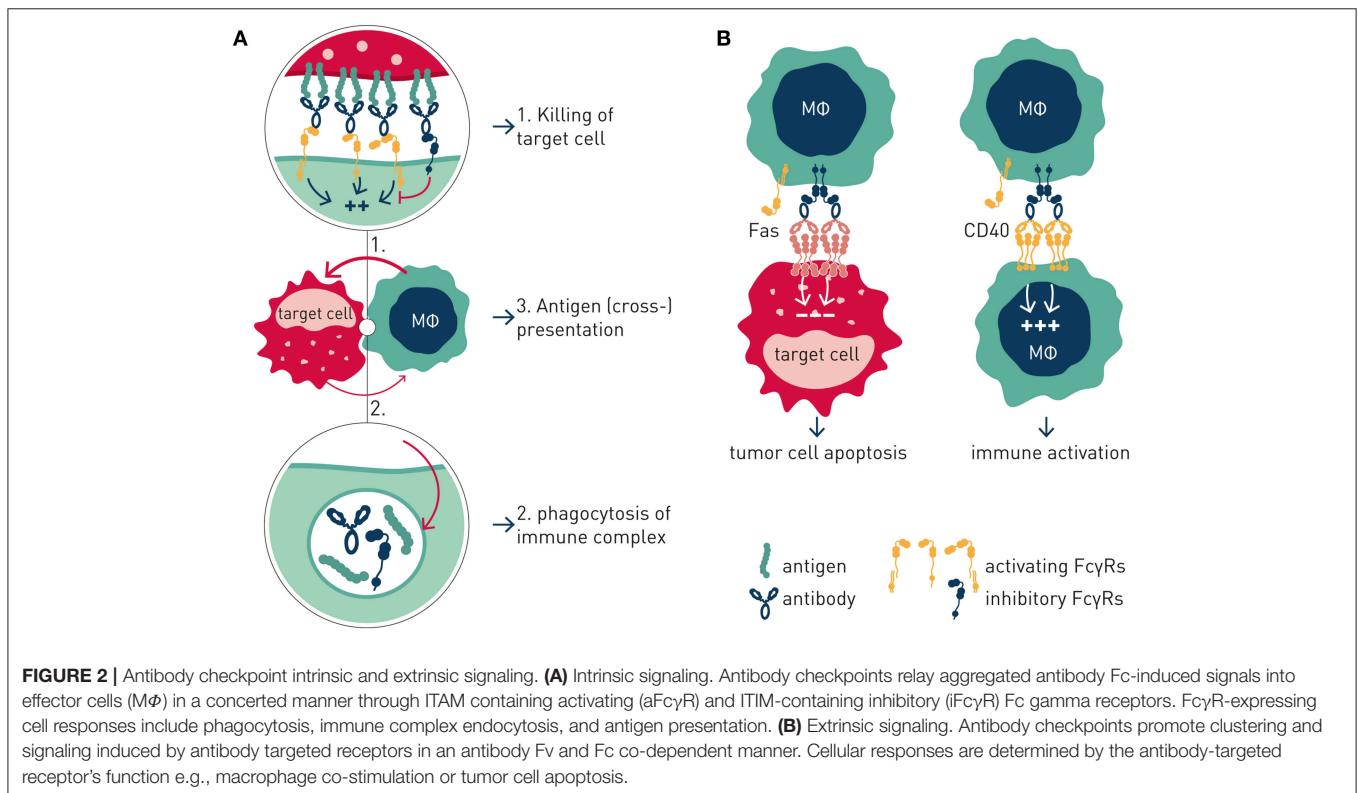 A
1. Killing of
target cell
++
1.
target cell
MΦ
3. Antigen (cross-)
presentation
2.
2. phagocytosis of
immune complex
B
MΦ
MΦ
Fas
CD40
---
target cell
+++
MΦ
tumor cell apoptosis
immune activation
antigen
activating FcγRs
antibody
inhibitory FcγRs
FIGURE 2 | Antibody checkpoint intrinsic and extrinsic signaling. (A) Intrinsic signaling. Antibody checkpoints relay aggregated antibody Fc-induced signals into
effector cells (MΦ) in a concerted manner through ITAM containing activating (aFcγR) and ITIM-containing inhibitory (iFcγR) Fc gamma receptors. FcγR-expressing
cell responses include phagocytosis, immune complex endocytosis, and antigen presentation. (B) Extrinsic signaling. Antibody checkpoints promote clustering and
signaling induced by antibody targeted receptors in an antibody Fv and Fc co-dependent manner. Cellular responses are determined by the antibody-targeted
receptor's function e.g., macrophage co-stimulation or tumor cell apoptosis.